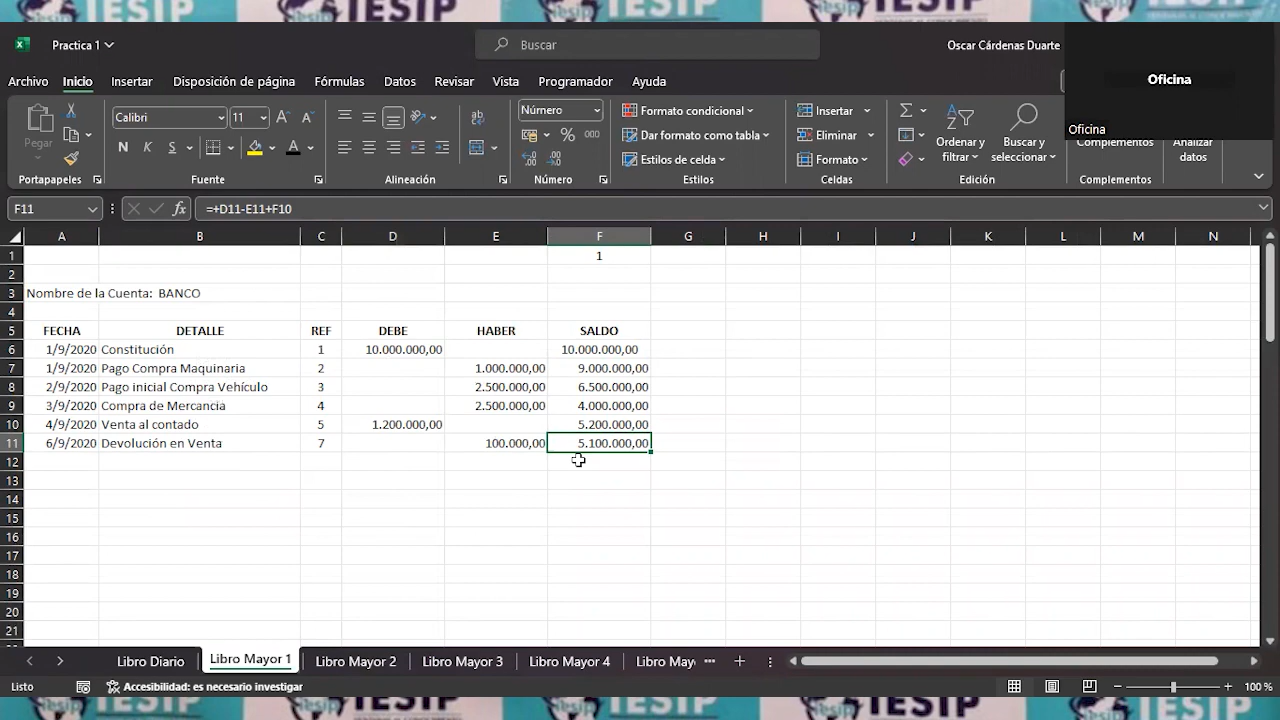 IESIP IESIP IESIP IESIP
Practica 1
Buscar
Oscar Cárdenas Duarte
Oficina
Oficina
Archivo Inicio Insertar Disposición de página Fórmulas Datos Revisar Vista Programador Ayuda
Pegar
Calibri 11
N K S
Número
% 000
Formato condicional
Dar formato como tabla
Estilos de celda
Insertar
Eliminar
Formato
Ordenar y filtrar
Buscar y seleccionar
Complementos
Analizar datos
Portapapeles Fuente Alineación Número Estilos Celdas Edición Complementos
F11 fx =+D11-E11+F10
A B C D E F G H I J K L M N
1 1
2
3 Nombre de la Cuenta: BANCO
4
5 FECHA DETALLE REF DEBE HABER SALDO
6 1/9/2020 Constitución 1 10.000.000,00 10.000.000,00
7 1/9/2020 Pago Compra Maquinaria 2 1.000.000,00 9.000.000,00
8 2/9/2020 Pago inicial Compra Vehículo 3 2.500.000,00 6.500.000,00
9 3/9/2020 Compra de Mercancia 4 2.500.000,00 4.000.000,00
10 4/9/2020 Venta al contado 5 1.200.000,00 5.200.000,00
11 6/9/2020 Devolución en Venta 7 100.000,00 5.100.000,00
12
13
14
15
16
17
18
19
20
21
Libro Diario Libro Mayor 1 Libro Mayor 2 Libro Mayor 3 Libro Mayor 4 Libro May ...
Listo Accesibilidad: es necesario investigar 100 %